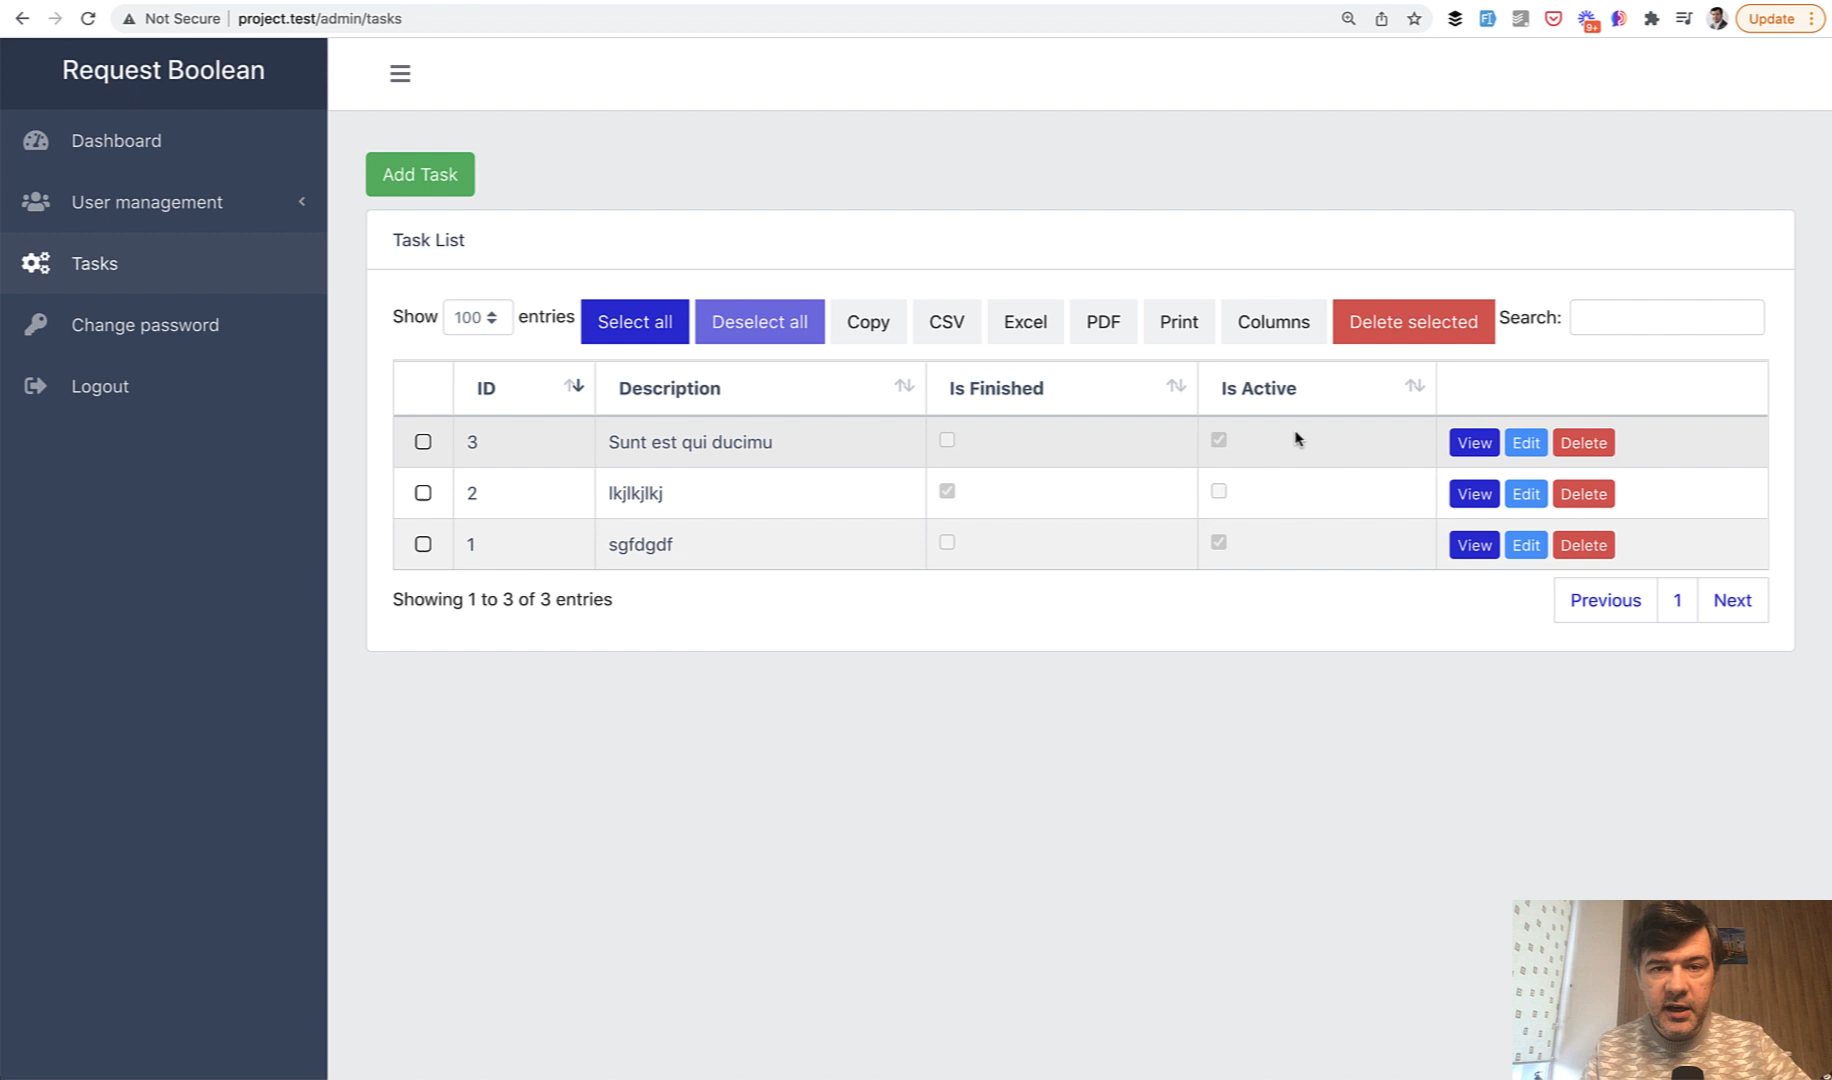 Not Secure | project.test/admin/tasks
9+
Update
Request Boolean
Dashboard
User management
Tasks
Change password
Logout
Add Task
Task List
Show 100 entries
Select all
Deselect all
Copy
CSV
Excel
PDF
Print
Columns
Delete selected
Search:
ID Description Is Finished Is Active
3 Sunt est qui ducimu View Edit Delete
2 lkjlkjlkj View Edit Delete
1 sgfdgdf View Edit Delete
Showing 1 to 3 of 3 entries
Previous 1 Next